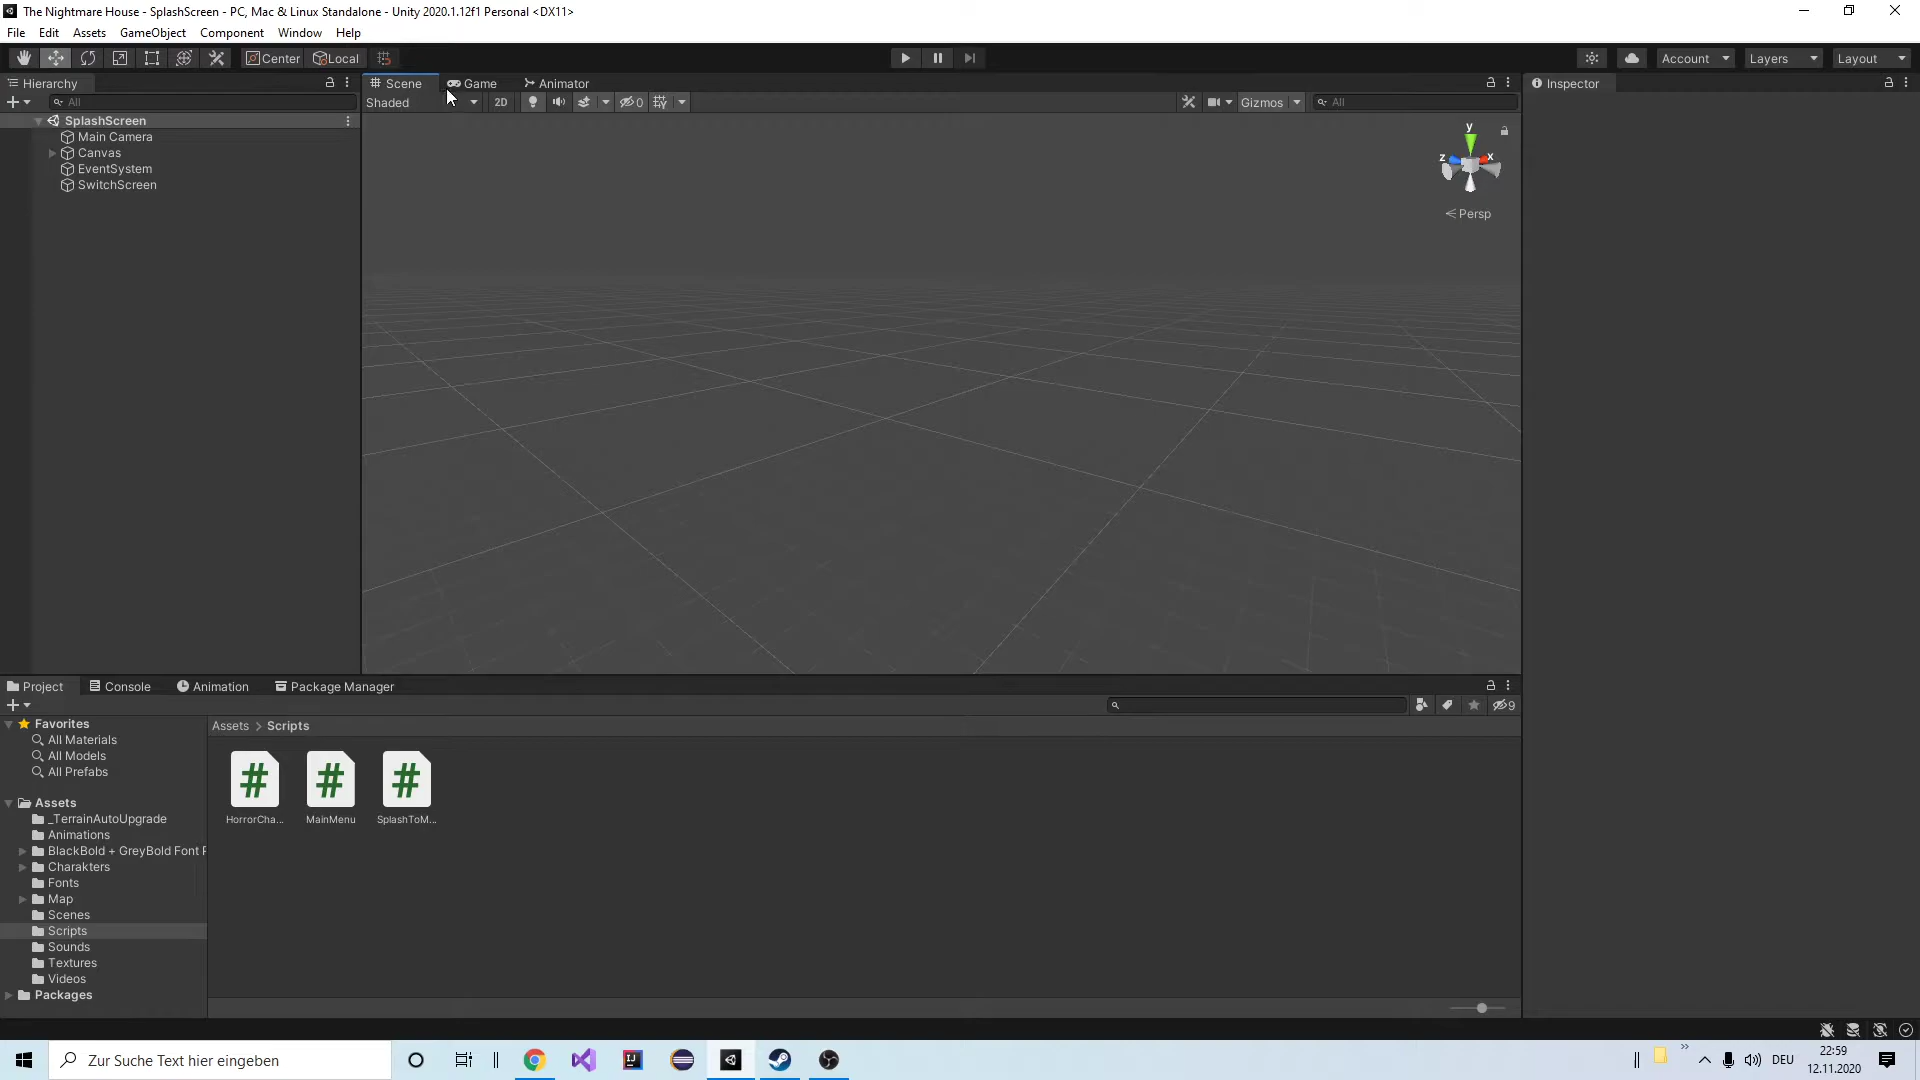 The Nightmare House - SplashScreen - PC, Mac & Linux Standalone - Unity 2020.1.12f1 Personal <DX11>
File Edit Assets GameObject Component Window Help
Center Local Account Layers Layout
Hierarchy Scene Game Animator Inspector
All Shaded 2D 0 Gizmos All
SplashScreen
Main Camera
Canvas
EventSystem
SwitchScreen
y
z x
Persp
Project Console Animation Package Manager
9
Favorites
All Materials
All Models
All Prefabs
Assets
_TerrainAutoUpgrade
Animations
BlackBold + GreyBold Font P
Charakters
Fonts
Map
Scenes
Scripts
Sounds
Textures
Videos
Packages
Assets > Scripts
# # #
HorrorCha... MainMenu SplashToM...
Zur Suche Text hier eingeben
IJ
DEU
22:59
12.11.2020